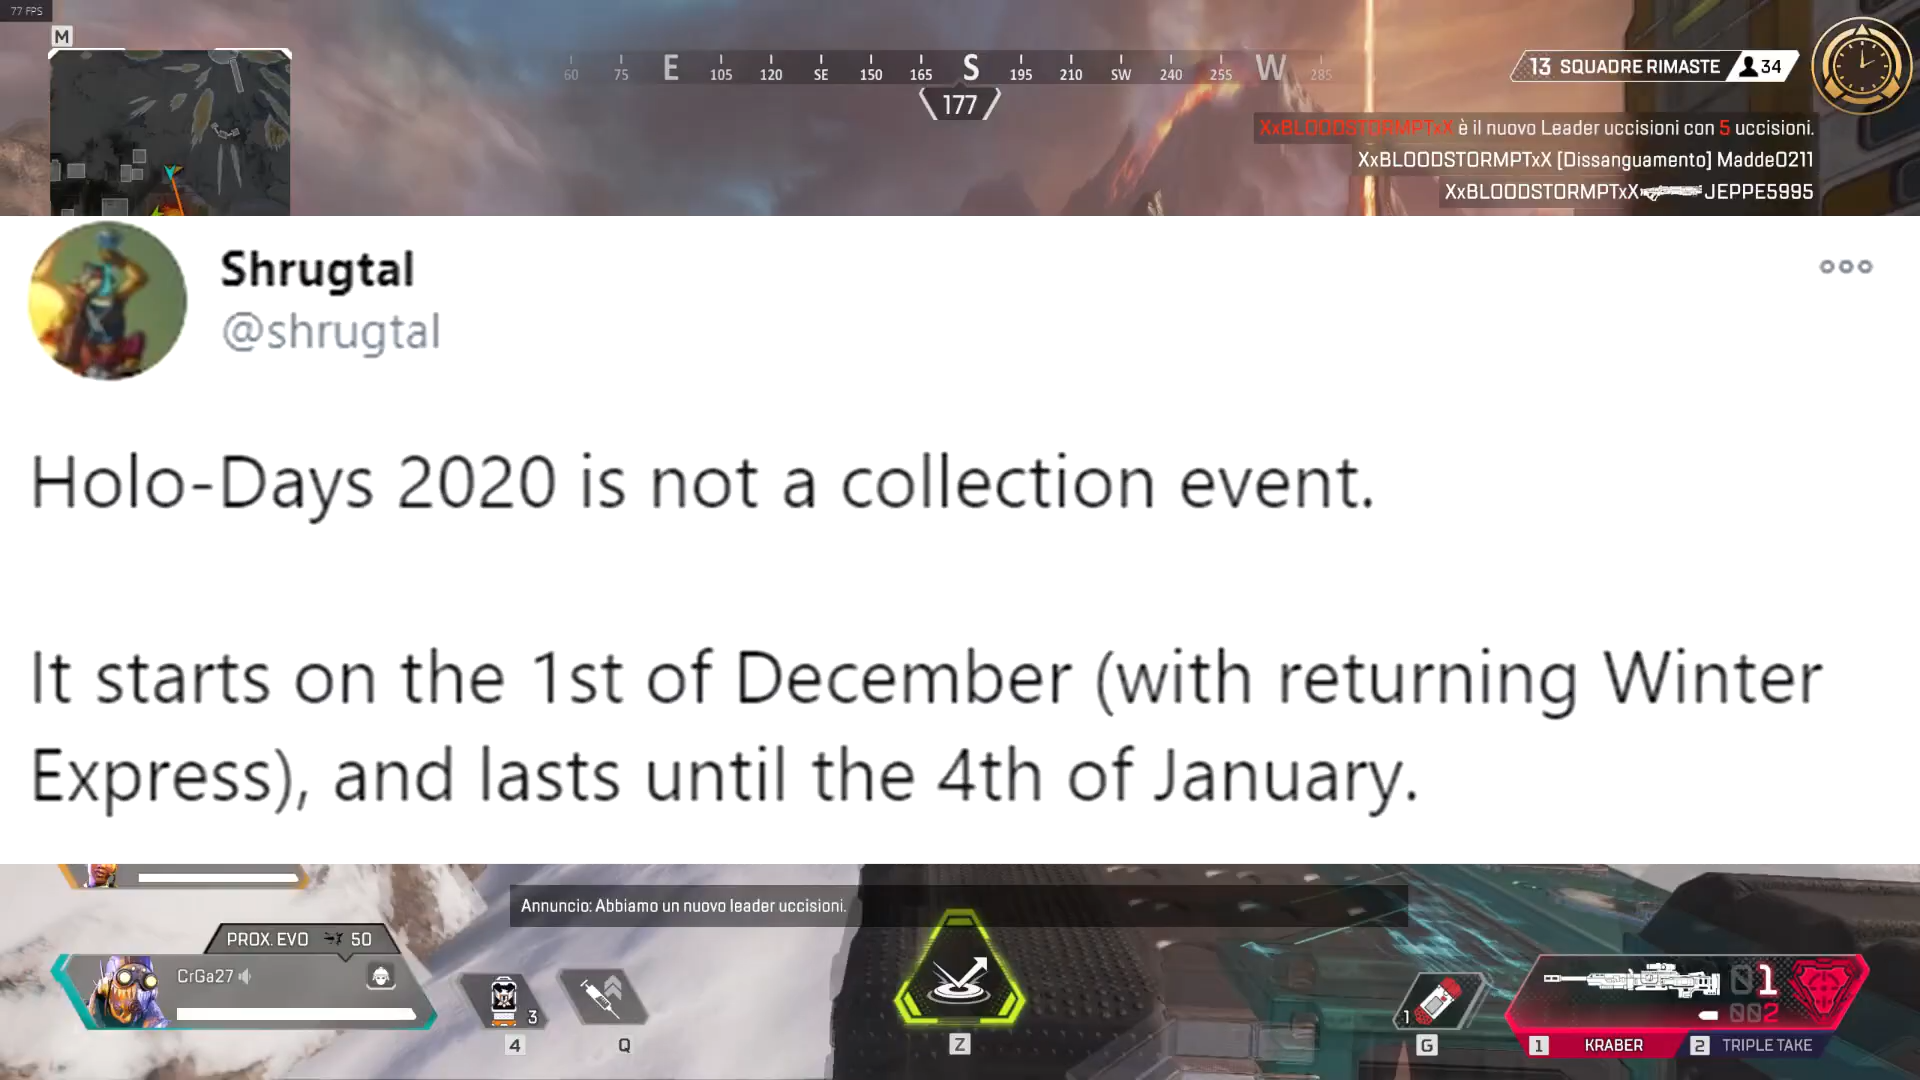 77 FPS
M
60 75 E 105 120 SE 150 165 S 195 210 SW 240 255 W 285
177
13 SQUADRE RIMASTE 34
XxBLOODSTORMPTxX è il nuovo Leader uccisioni con 5 uccisioni.
XxBLOODSTORMPTxX [Dissanguamento] Madde0211
XxBLOODSTORMPTxX JEPPE5995
Shrugtal
@shrugtal
Holo-Days 2020 is not a collection event.
It starts on the 1st of December (with returning Winter
Express), and lasts until the 4th of January.
Annuncio: Abbiamo un nuovo leader uccisioni.
PROX. EVO 50
CrGa27
3
4
Q
Z
1
G
01
002
1 KRABER
2 TRIPLE TAKE